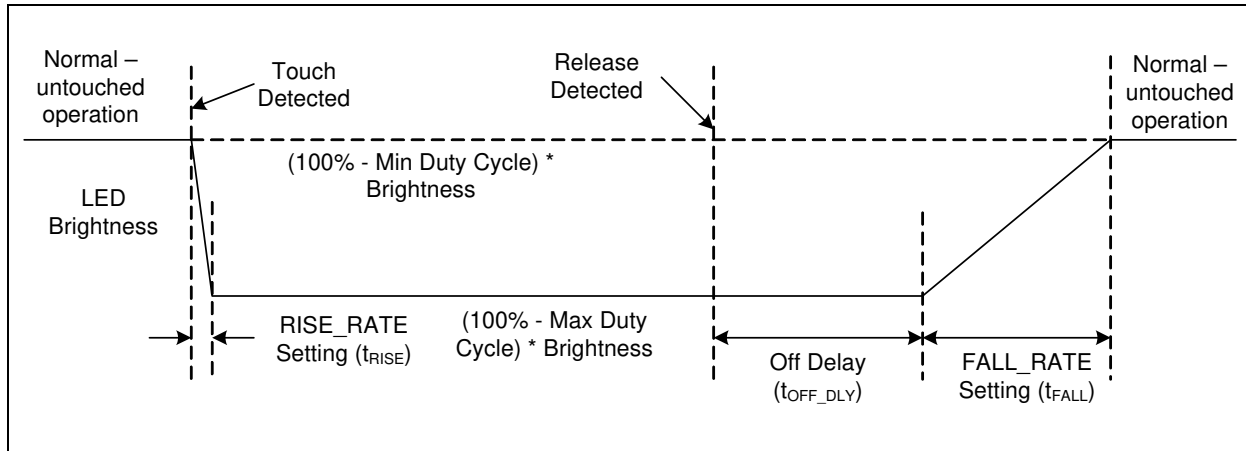 Normal –
untouched
operation
Touch
Detected
Release
Detected
Normal –
untouched
operation
(100% - Min Duty Cycle) *
Brightness
LED
Brightness
RISE_RATE
Setting (tRISE)
(100% - Max Duty
Cycle) * Brightness
Off Delay
(tOFF_DLY)
FALL_RATE
Setting (tFALL)